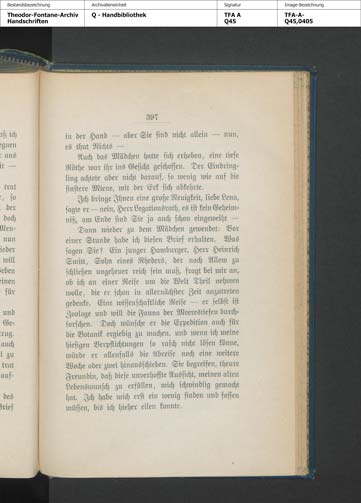 Bestandsbezeichnung
Archivalieneinheit
Signatur
Image-Bezeichnung
Theodor-Fontane-Archiv
Handschriften
Q - Handbibliothek
TFA A
Q45
TFA-A-
Q45,0405
397
in der Hand — aber Sie sind nicht allein — nun,
es thut Nichts —
Auch das Mädchen hatte sich erhoben, eine tiefe
Röthe war ihr ins Gesicht geschossen. Der Eindring-
ling achtete aber nicht darauf, so wenig wie auf die
finstere Miene, mit der Erk sich abkehrte.
Ich bringe Ihnen eine große Neuigkeit, liebe Lena,
sagte er — nein, Herr Legationsrath, es ist kein Geheim-
niß, am Ende sind Sie ja auch schon eingeweiht —
Dann wieder zu dem Mädchen gewendet: Vor
einer Stunde habe ich diesen Brief erhalten. Was
sagen Sie? Ein junger Hamburger, Herr Heinrich
Smitt, Sohn eines Rheders, der nach Allem zu
schließen ungeheuer reich sein muß, fragt bei mir an,
ob ich an einer Reise um die Welt Theil nehmen
wolle, die er schon in allernächster Zeit anzutreten
gedenke. Eine wissenschaftliche Reise — er selbst ist
Zoologe und will die Fauna der Meerestiefen durch-
forschen. Doch wünsche er die Expedition auch für
die Botanik ergiebig zu machen, und wenn ich meine
hiesigen Verpflichtungen so rasch nicht lösen könne,
würde er allenfalls die Abreise noch eine weitere
Woche oder zwei hinausschieben. Sie begreifen, theure
Freundin, daß diese unverhoffte Aussicht, meinen alten
Lebenswunsch zu erfüllen, mich schwindlig gemacht
hat. Ich habe mich erst ein wenig finden und fassen
müssen, bis ich hieher eilen konnte.